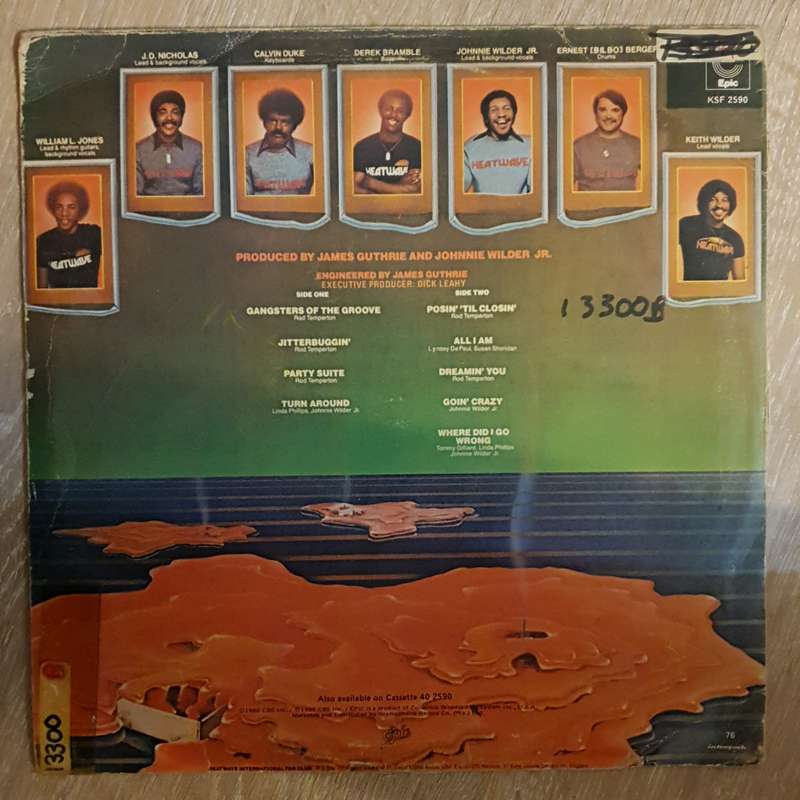 J.D. NICHOLAS
Lead & background vocals
CALVIN DUKE
Keyboards
DEREK BRAMBLE
Bass
JOHNNIE WILDER JR.
Lead & background vocals
ERNEST [BILBO] BERGER
Drums
Epic
KSF 2590
WILLIAM L. JONES
Lead & rhythm guitars,
background vocals
KEITH WILDER
Lead vocals
HEATWAVE
HEATWAVE
HEATWAVE
HEATWAVE
HEATWAVE
PRODUCED BY JAMES GUTHRIE AND JOHNNIE WILDER JR.
ENGINEERED BY JAMES GUTHRIE
EXECUTIVE PRODUCER: DICK LEAHY
SIDE ONE
GANGSTERS OF THE GROOVE
Rod Temperton
JITTERBUGGIN'
Rod Temperton
PARTY SUITE
Rod Temperton
TURN AROUND
Linda Phillips, Johnnie Wilder Jr.
SIDE TWO
POSIN' 'TIL CLOSIN'
Rod Temperton
ALL I AM
Lynsey De Paul, Susan Sheridan
DREAMIN' YOU
Rod Temperton
GOIN' CRAZY
Johnnie Wilder Jr.
WHERE DID I GO
WRONG
Tommy Gilliard, Linda Phillips
Johnnie Wilder Jr.
13300B
Also available on Cassette 40 2590
Epic
76
13300
HEATWAVE INTERNATIONAL FAN CLUB